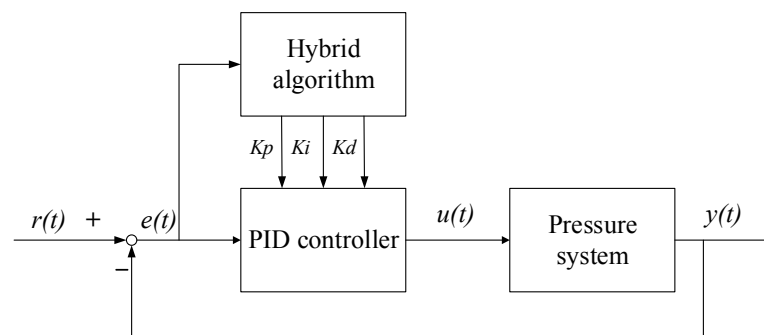 Hybrid
algorithm
Kp Ki Kd
r(t) + e(t) PID controller u(t) Pressure
system y(t)
−